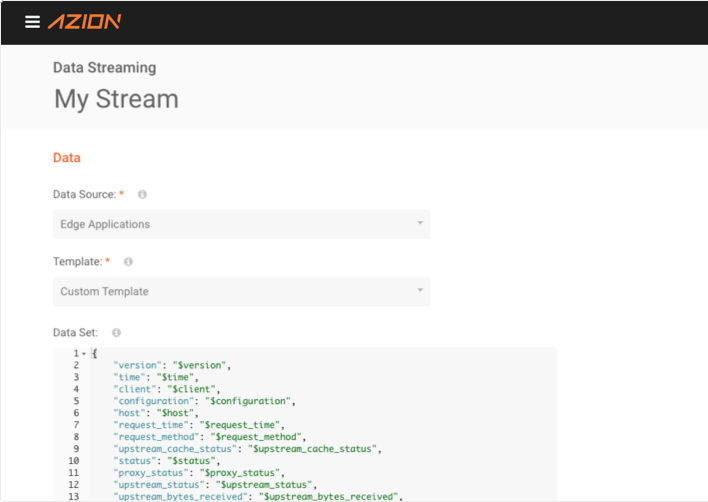 AZION
Data Streaming
My Stream
Data
Data Source: *
Edge Applications
Template: *
Custom Template
Data Set:
1 {
2 "version": "$version",
3 "time": "$time",
4 "client": "$client",
5 "configuration": "$configuration",
6 "host": "$host",
7 "request_time": "$request_time",
8 "request_method": "$request_method",
9 "upstream_cache_status": "$upstream_cache_status",
10 "status": "$status",
11 "proxy_status": "$proxy_status",
12 "upstream_status": "$upstream_status",
13 "upstream_bytes_received": "$upstream_bytes_received",